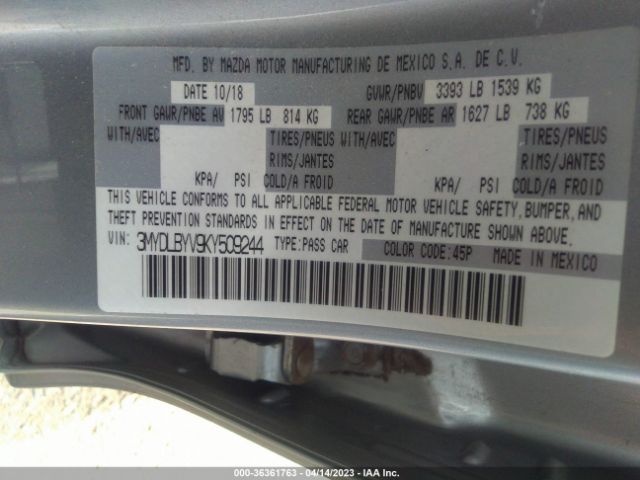 MFD. BY MAZDA MOTOR MANUFACTURING DE MEXICO S.A. DE C.V.
DATE 10/18 GVWR/PNBV 3393 LB 1539 KG
FRONT GAWR/PNBE AV 1795 LB 814 KG REAR GAWR/PNBE AR 1627 LB 738 KG
WITH/AVEC TIRES/PNEUS WITH/AVEC TIRES/PNEUS
RIMS/JANTES RIMS/JANTES
KPA/ PSI COLD/A FROID KPA/ PSI COLD/A FROID
THIS VEHICLE CONFORMS TO ALL APPLICABLE FEDERAL MOTOR VEHICLE SAFETY, BUMPER, AND
THEFT PREVENTION STANDARDS IN EFFECT ON THE DATE OF MANUFACTURE SHOWN ABOVE.
VIN: 3MYDLBYV9KY509244 TYPE:PASS CAR COLOR CODE:45P MADE IN MEXICO
000-36361763 - 04/14/2023 - IAA Inc.